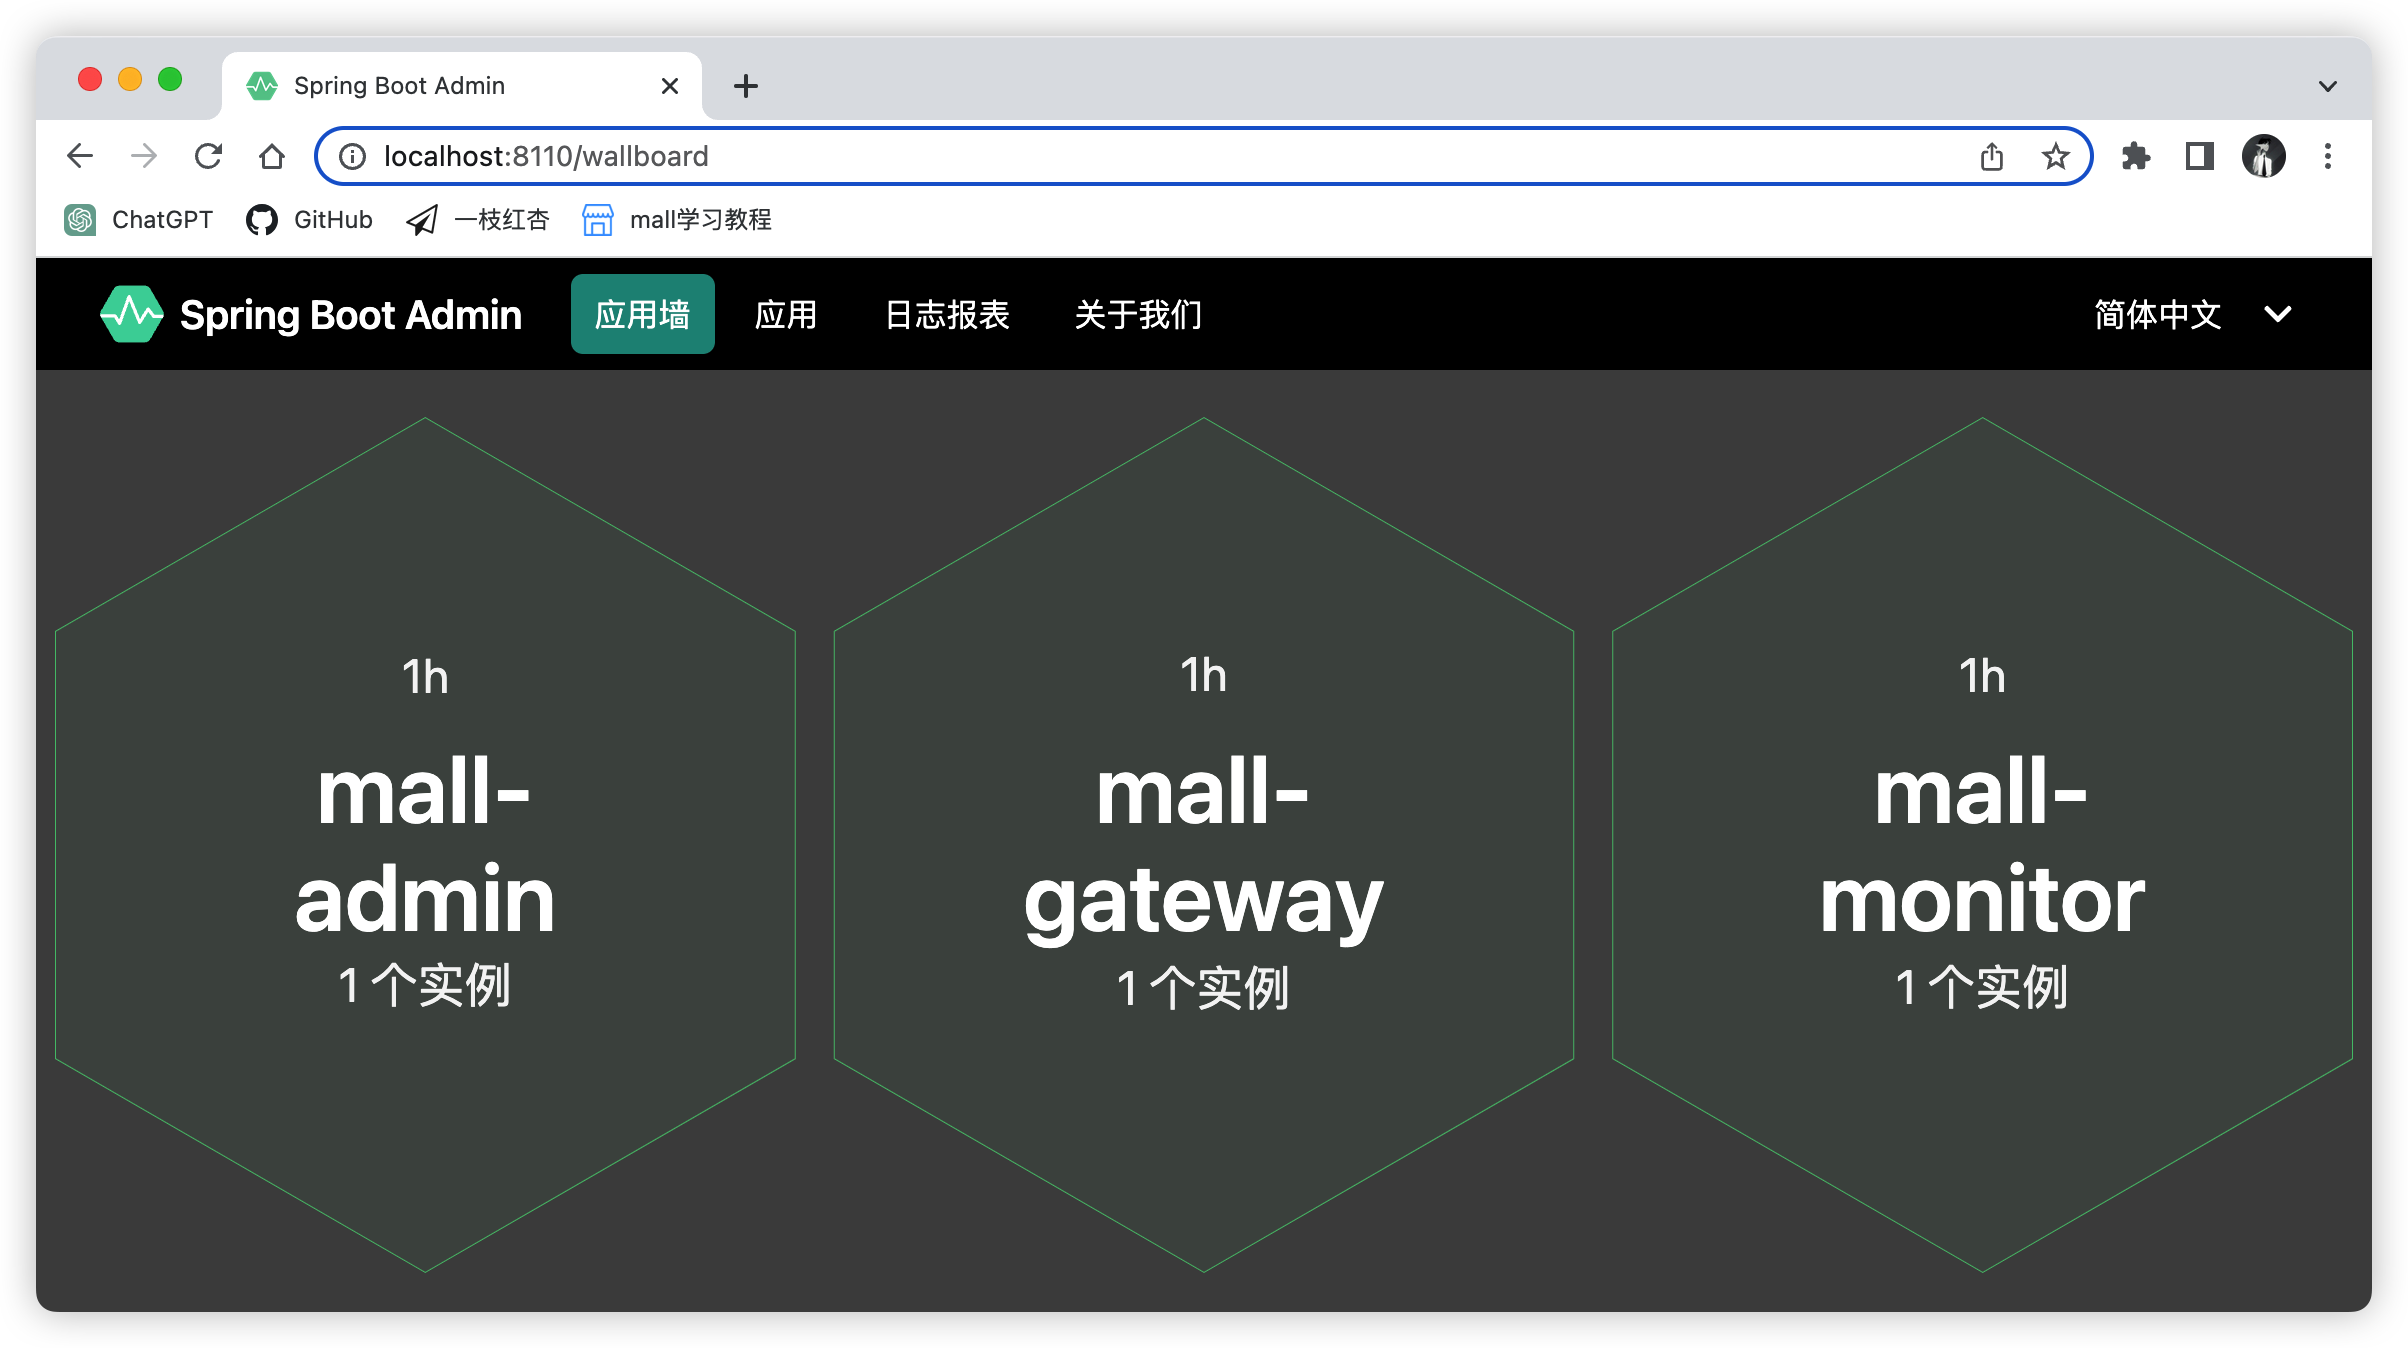 Spring Boot Admin
localhost:8110/wallboard
ChatGPT GitHub 一枝红杏 mall学习教程
Spring Boot Admin 应用墙 应用 日志报表 关于我们 简体中文
1h
mall-
admin
1 个实例
1h
mall-
gateway
1 个实例
1h
mall-
monitor
1 个实例